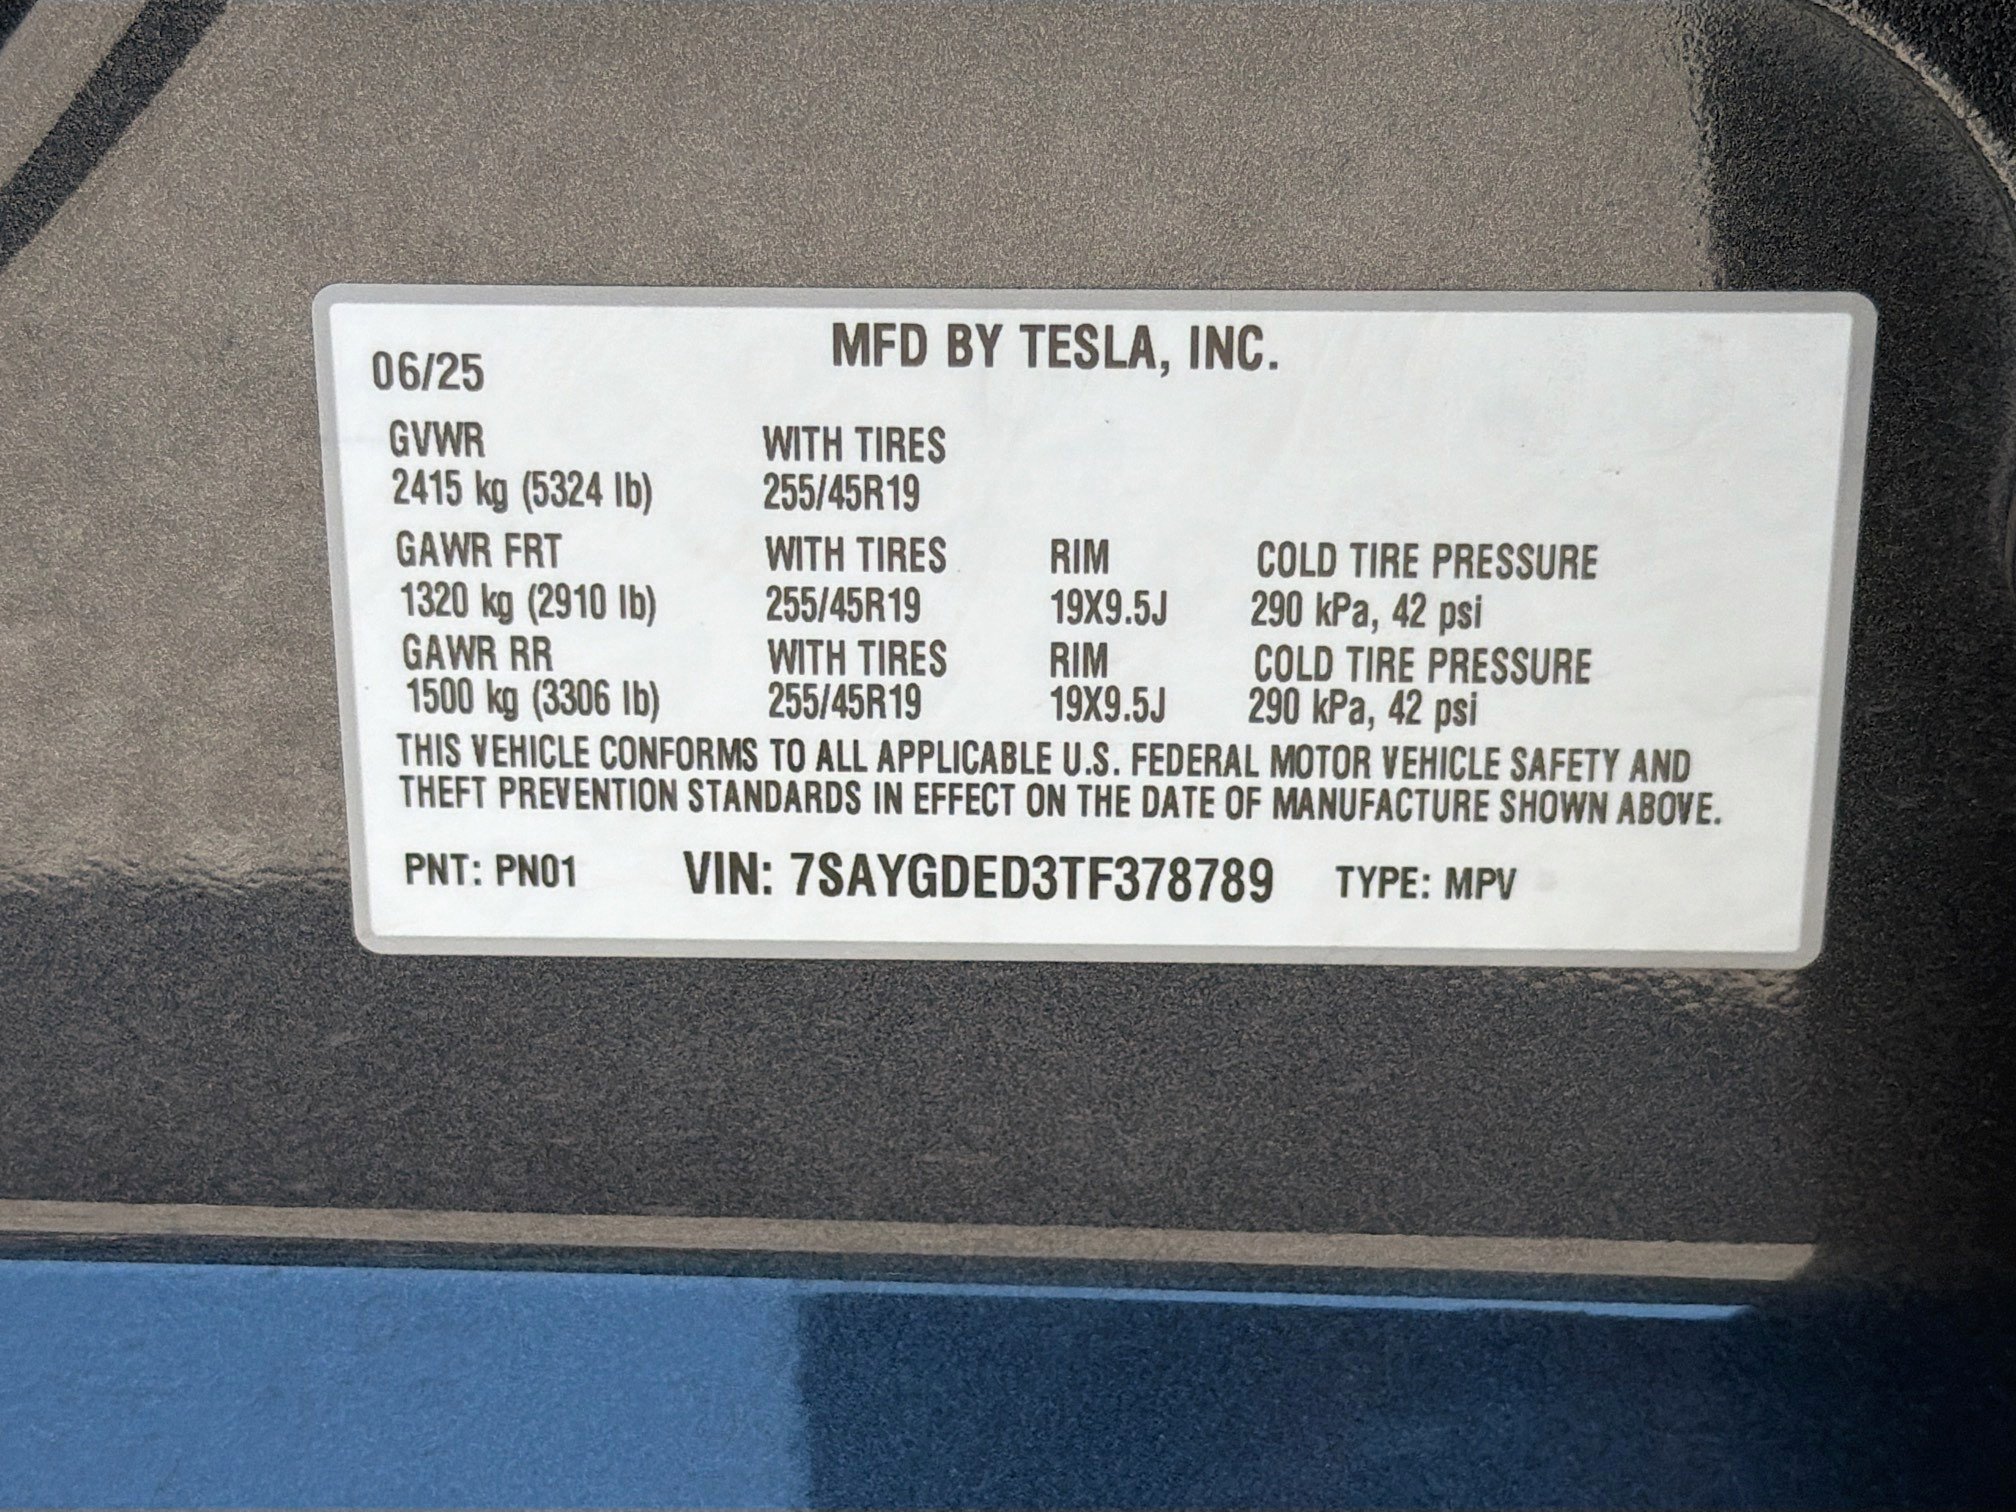 MFD BY TESLA, INC.
06/25
GVWR WITH TIRES
2415 kg (5324 lb) 255/45R19
GAWR FRT WITH TIRES RIM COLD TIRE PRESSURE
1320 kg (2910 lb) 255/45R19 19X9.5J 290 kPa, 42 psi
GAWR RR WITH TIRES RIM COLD TIRE PRESSURE
1500 kg (3306 lb) 255/45R19 19X9.5J 290 kPa, 42 psi
THIS VEHICLE CONFORMS TO ALL APPLICABLE U.S. FEDERAL MOTOR VEHICLE SAFETY AND
THEFT PREVENTION STANDARDS IN EFFECT ON THE DATE OF MANUFACTURE SHOWN ABOVE.
PNT: PN01 VIN: 7SAYGDED3TF378789 TYPE: MPV